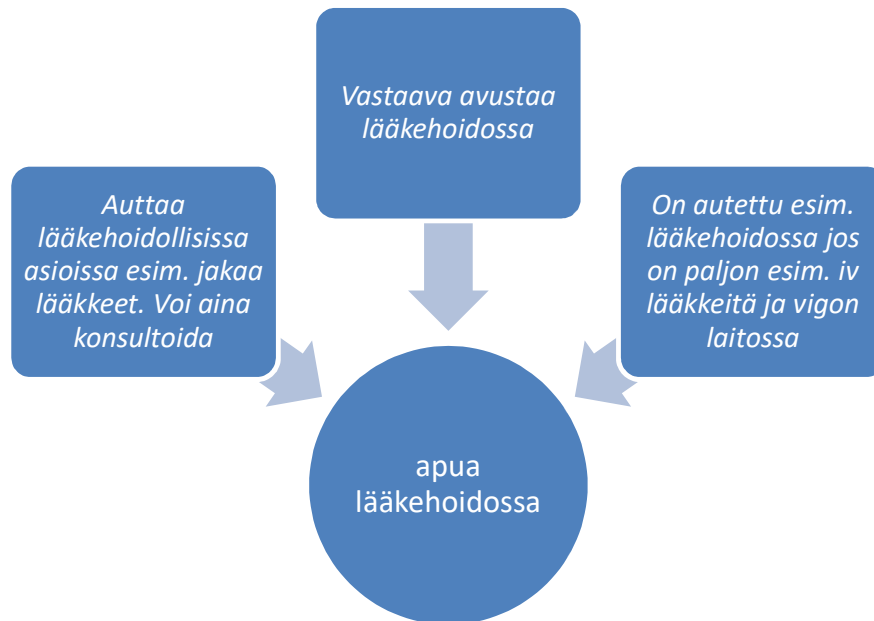 Vastaava avustaa
lääkehoidossa
Auttaa
lääkehoidollisissa
asioissa esim. jakaa
lääkkeet. Voi aina
konsultoida
On autettu esim.
lääkehoidossa jos
on paljon esim. iv
lääkkeitä ja vigon
laitossa
apua
lääkehoidossa